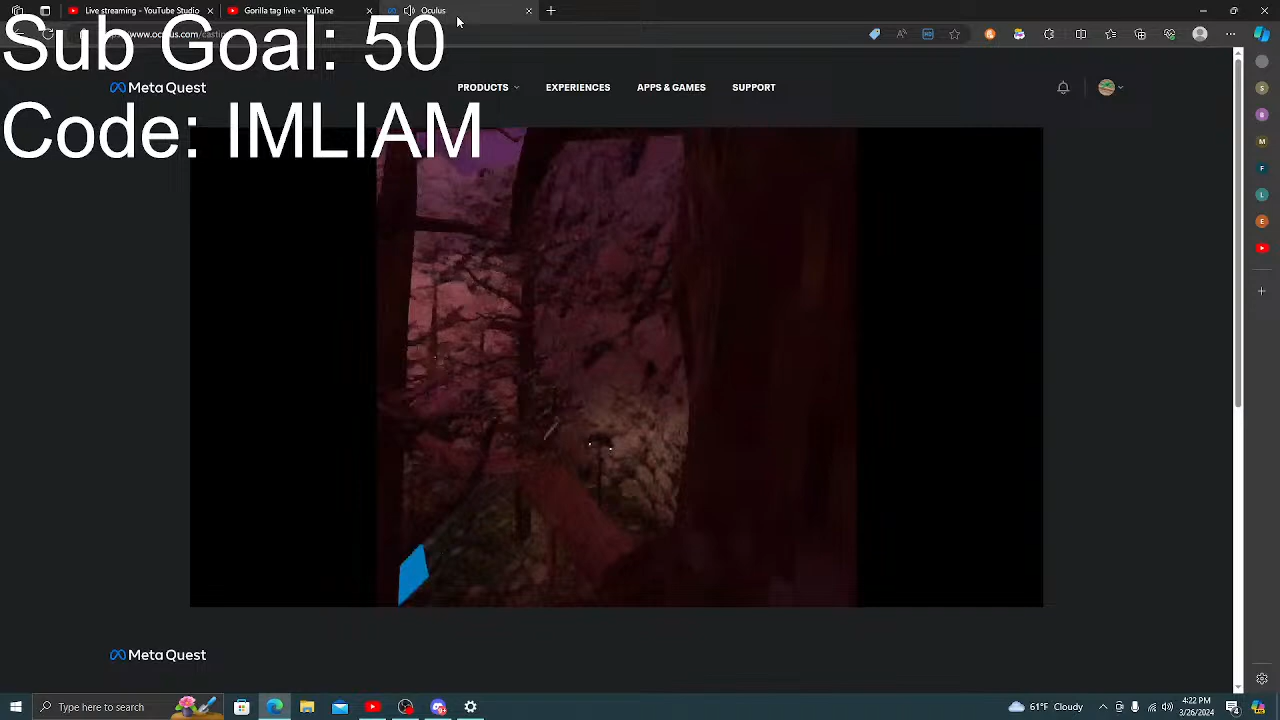 Live streaming - YouTube Studio
Gorilla tag live - YouTube
Oculus
Sub Goal: 50
Code: IMLIAM
Meta Quest
PRODUCTS
EXPERIENCES
APPS & GAMES
SUPPORT
Meta Quest
Type here to search
61°F Cloudy
4:22 PM
3/26/2024